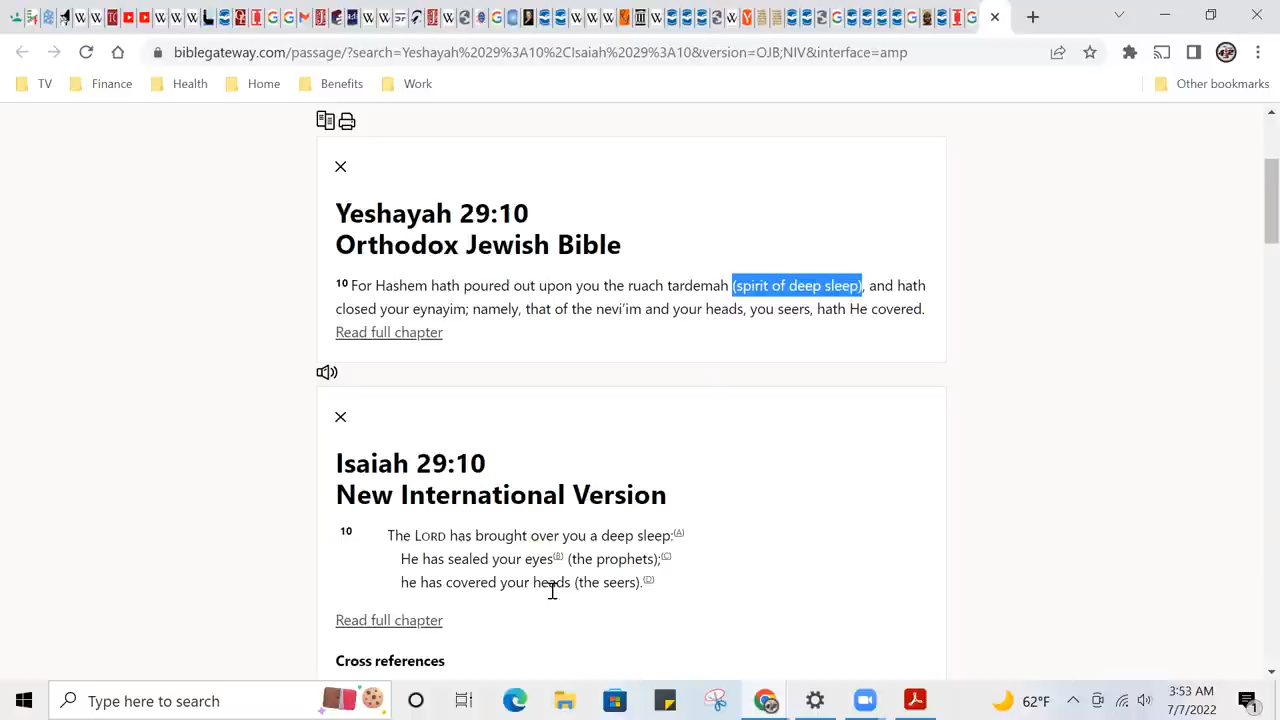 biblegateway.com/passage/?search=Yeshayah%2029%3A10%2CIsaiah%2029%3A10&version=OJB;NIV&interface=amp
TV Finance Health Home Benefits Work Other bookmarks
Yeshayah 29:10
Orthodox Jewish Bible
10 For Hashem hath poured out upon you the ruach tardemah (spirit of deep sleep), and hath
closed your eynayim; namely, that of the nevi’im and your heads, you seers, hath He covered.
Read full chapter
Isaiah 29:10
New International Version
10 The LORD has brought over you a deep sleep:(A)
He has sealed your eyes(B) (the prophets);(C)
he has covered your heads (the seers).(D)
Read full chapter
Cross references
Type here to search
62°F
3:53 AM
7/7/2022
1